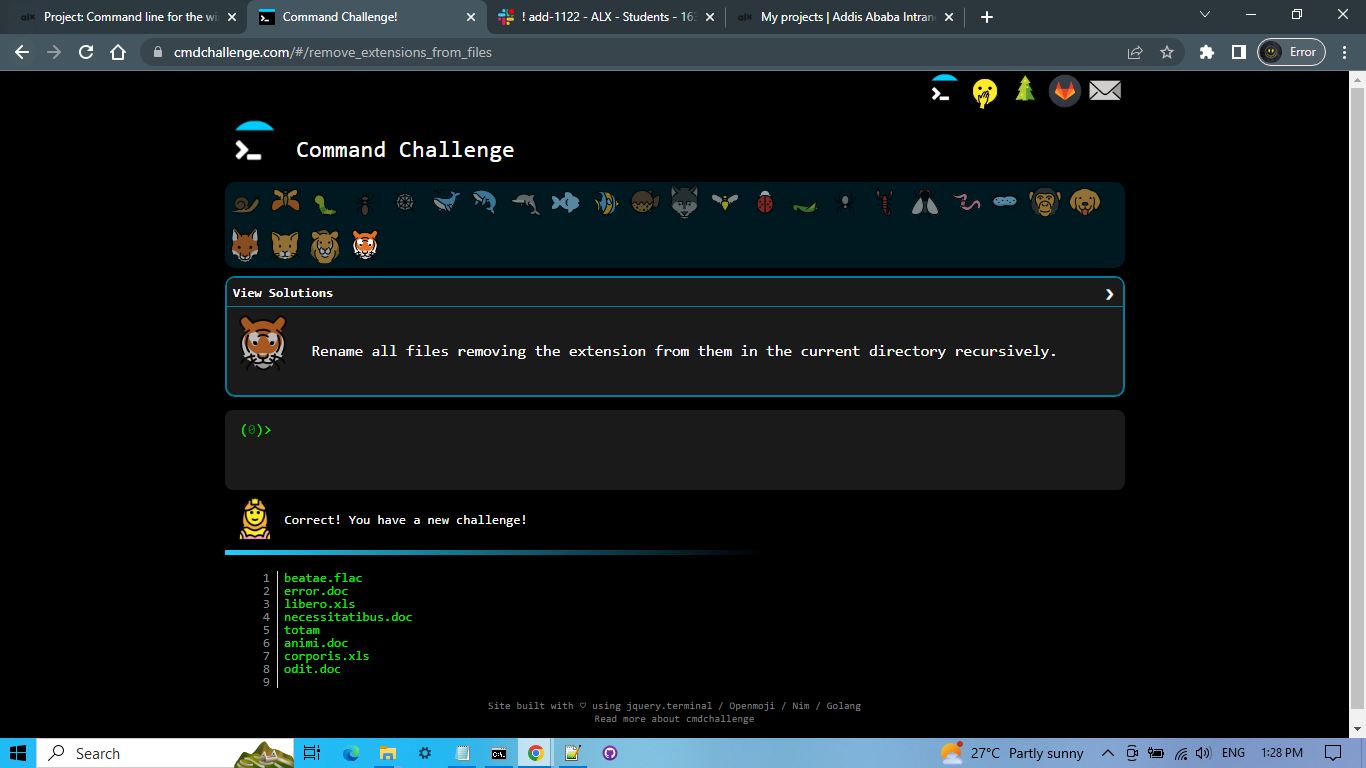 Project: Command line for the wi
Command Challenge!
! add-1122 - ALX - Students - 163
My projects | Addis Ababa Intran
cmdchallenge.com/#/remove_extensions_from_files
Error
Command Challenge
View Solutions
Rename all files removing the extension from them in the current directory recursively.
(0)>
Correct! You have a new challenge!
1 beatae.flac
2 error.doc
3 libero.xls
4 necessitatibus.doc
5 totam
6 animi.doc
7 corporis.xls
8 odit.doc
9
Site built with ♡ using jquery.terminal / Openmoji / Nim / Golang
Read more about cmdchallenge
Search
27°C Partly sunny
ENG
1:28 PM